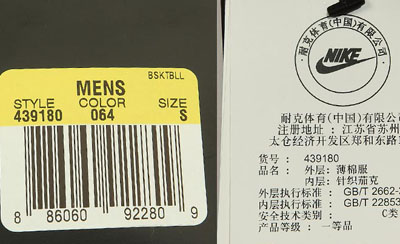 BSKTBLL
MENS
STYLE COLOR SIZE
439180 064 S
8 86060 92280 9
耐克体育(中国)有限公司
NIKE
耐克体育(中国)有限公司
注册地址:江苏省苏州
太仓经济开发区郑和东路1
货号: 439180
品名: 外层: 薄棉服
内层: 针织茄克
外层执行标准: GB/T 2662-
内层执行标准: GB/T 22853
安全技术类别: C类
产品等级: 一等品